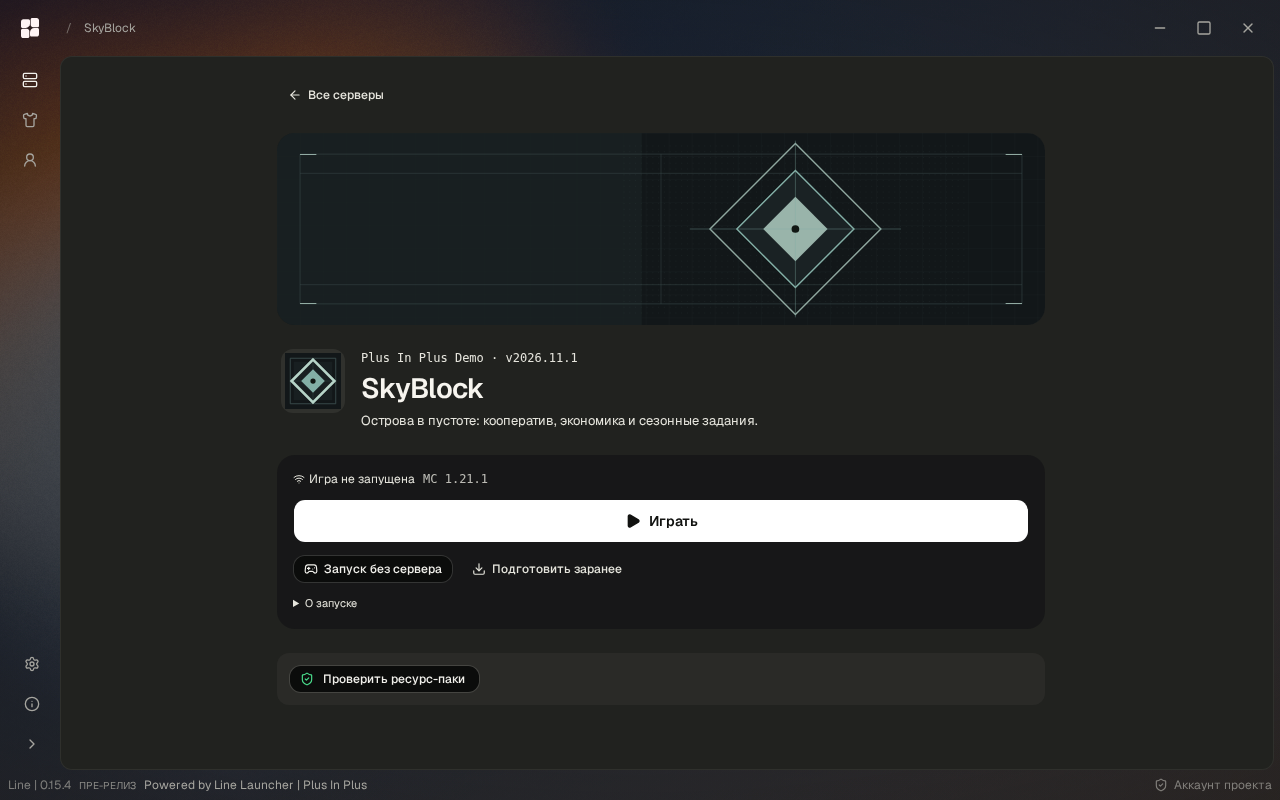 / SkyBlock
Все серверы
Plus In Plus Demo · v2026.11.1
SkyBlock
Острова в пустоте: кооператив, экономика и сезонные задания.
Игра не запущена MC 1.21.1
Играть
Запуск без сервера Подготовить заранее
О запуске
Проверить ресурс-паки
Line | 0.15.4 ПРЕ-РЕЛИЗ Powered by Line Launcher | Plus In Plus Аккаунт проекта